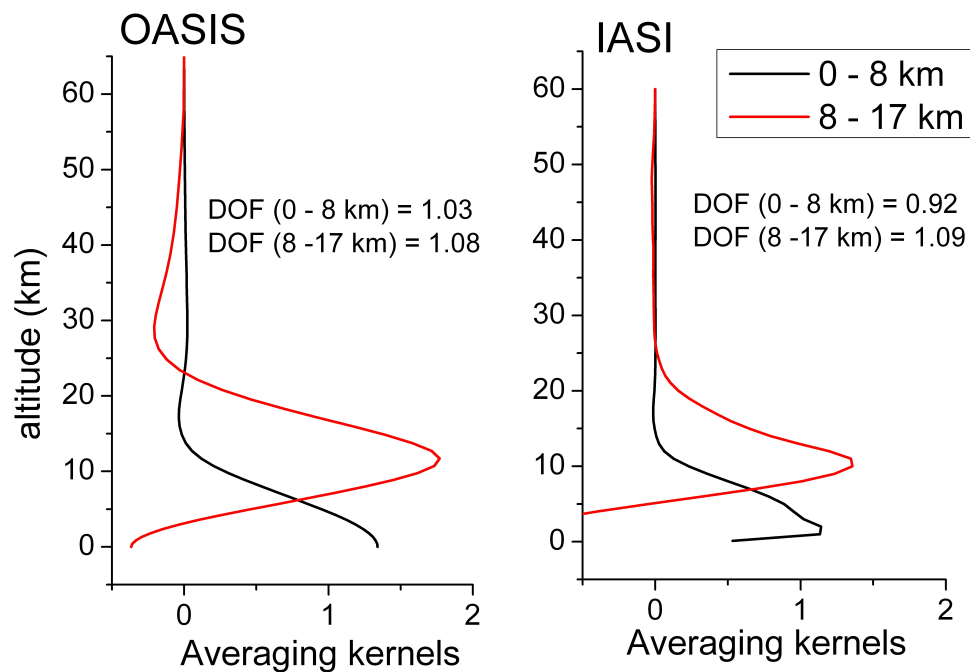 OASIS
IASI
0 - 8 km
8 - 17 km
60
50
40
30
20
10
0
altitude (km)
DOF (0 - 8 km) = 1.03
DOF (8 -17 km) = 1.08
0
1
2
Averaging kernels
60
50
40
30
20
10
0
DOF (0 - 8 km) = 0.92
DOF (8 -17 km) = 1.09
0
1
2
Averaging kernels